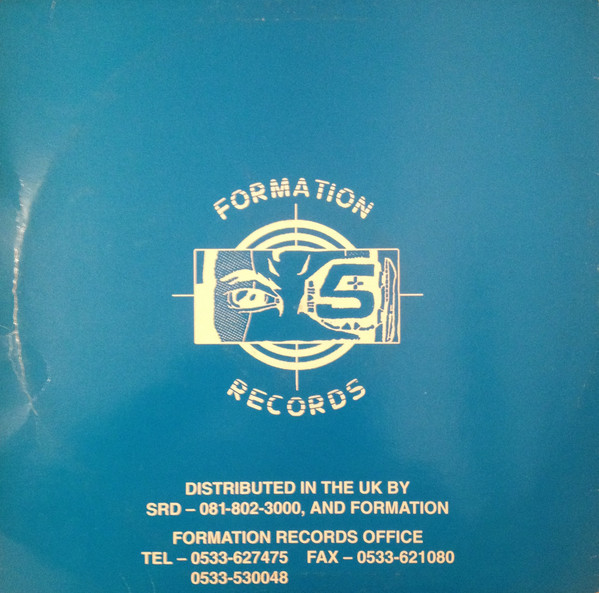 FORMATION
5
RECORDS
DISTRIBUTED IN THE UK BY
SRD – 081-802-3000, AND FORMATION
FORMATION RECORDS OFFICE
TEL – 0533-627475 FAX – 0533-621080
0533-530048